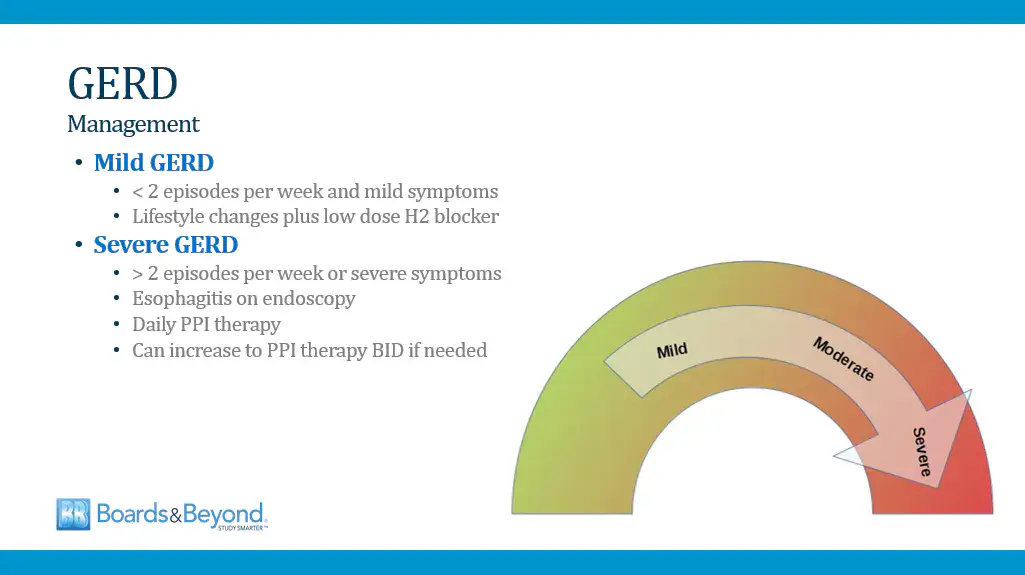 GERD
Management
• Mild GERD
• < 2 episodes per week and mild symptoms
• Lifestyle changes plus low dose H2 blocker
• Severe GERD
• > 2 episodes per week or severe symptoms
• Esophagitis on endoscopy
• Daily PPI therapy
• Can increase to PPI therapy BID if needed
Mild
Moderate
Severe
BB Boards&Beyond®
STUDY SMARTER™